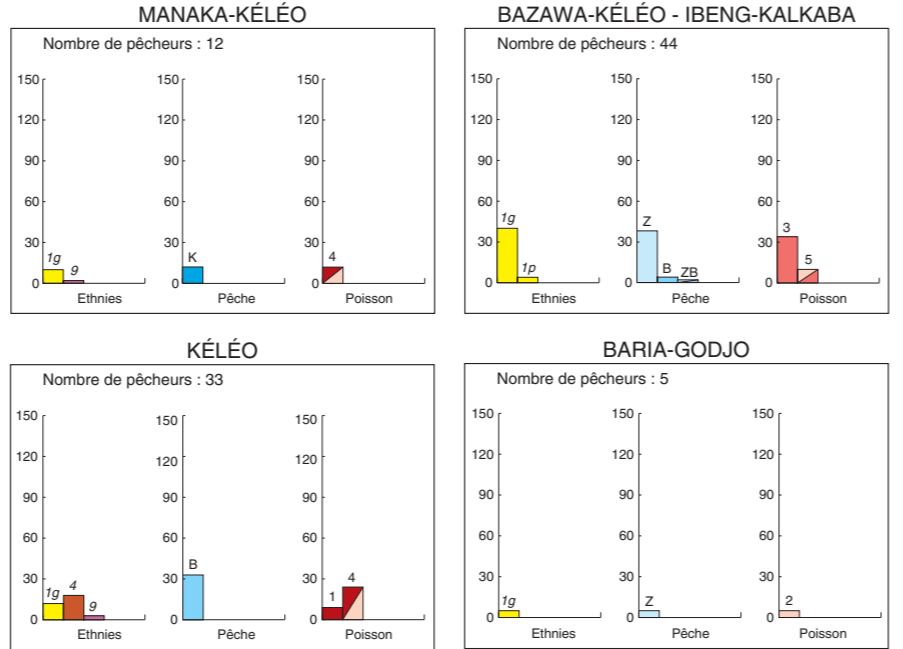 MANAKA-KÉLÉO
Nombre de pêcheurs : 12
150
120
90
60
30
0
1g
9
Ethnies
150
120
90
60
30
0
K
Pêche
150
120
90
60
30
0
4
Poisson
BAZAWA-KÉLÉO - IBENG-KALKABA
Nombre de pêcheurs : 44
150
120
90
60
30
0
1g
1p
Ethnies
150
120
90
60
30
0
Z
B
ZB
Pêche
150
120
90
60
30
0
3
5
Poisson
KÉLÉO
Nombre de pêcheurs : 33
150
120
90
60
30
0
1g
4
9
Ethnies
150
120
90
60
30
0
B
Pêche
150
120
90
60
30
0
1
4
Poisson
BARIA-GODJO
Nombre de pêcheurs : 5
150
120
90
60
30
0
1g
Ethnies
150
120
90
60
30
0
Z
Pêche
150
120
90
60
30
0
2
Poisson